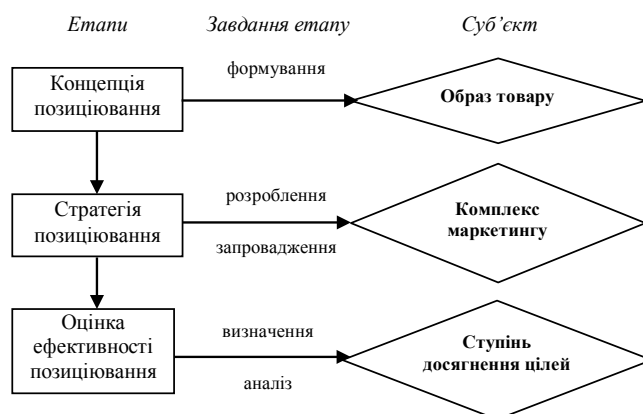 Етапи Завдання етапу Суб’єкт
Концепція
позиціювання
формування
Образ товару
Стратегія
позиціювання
розроблення
запровадження
Комплекс
маркетингу
Оцінка
ефективності
позиціювання
визначення
аналіз
Ступінь
досягнення цілей